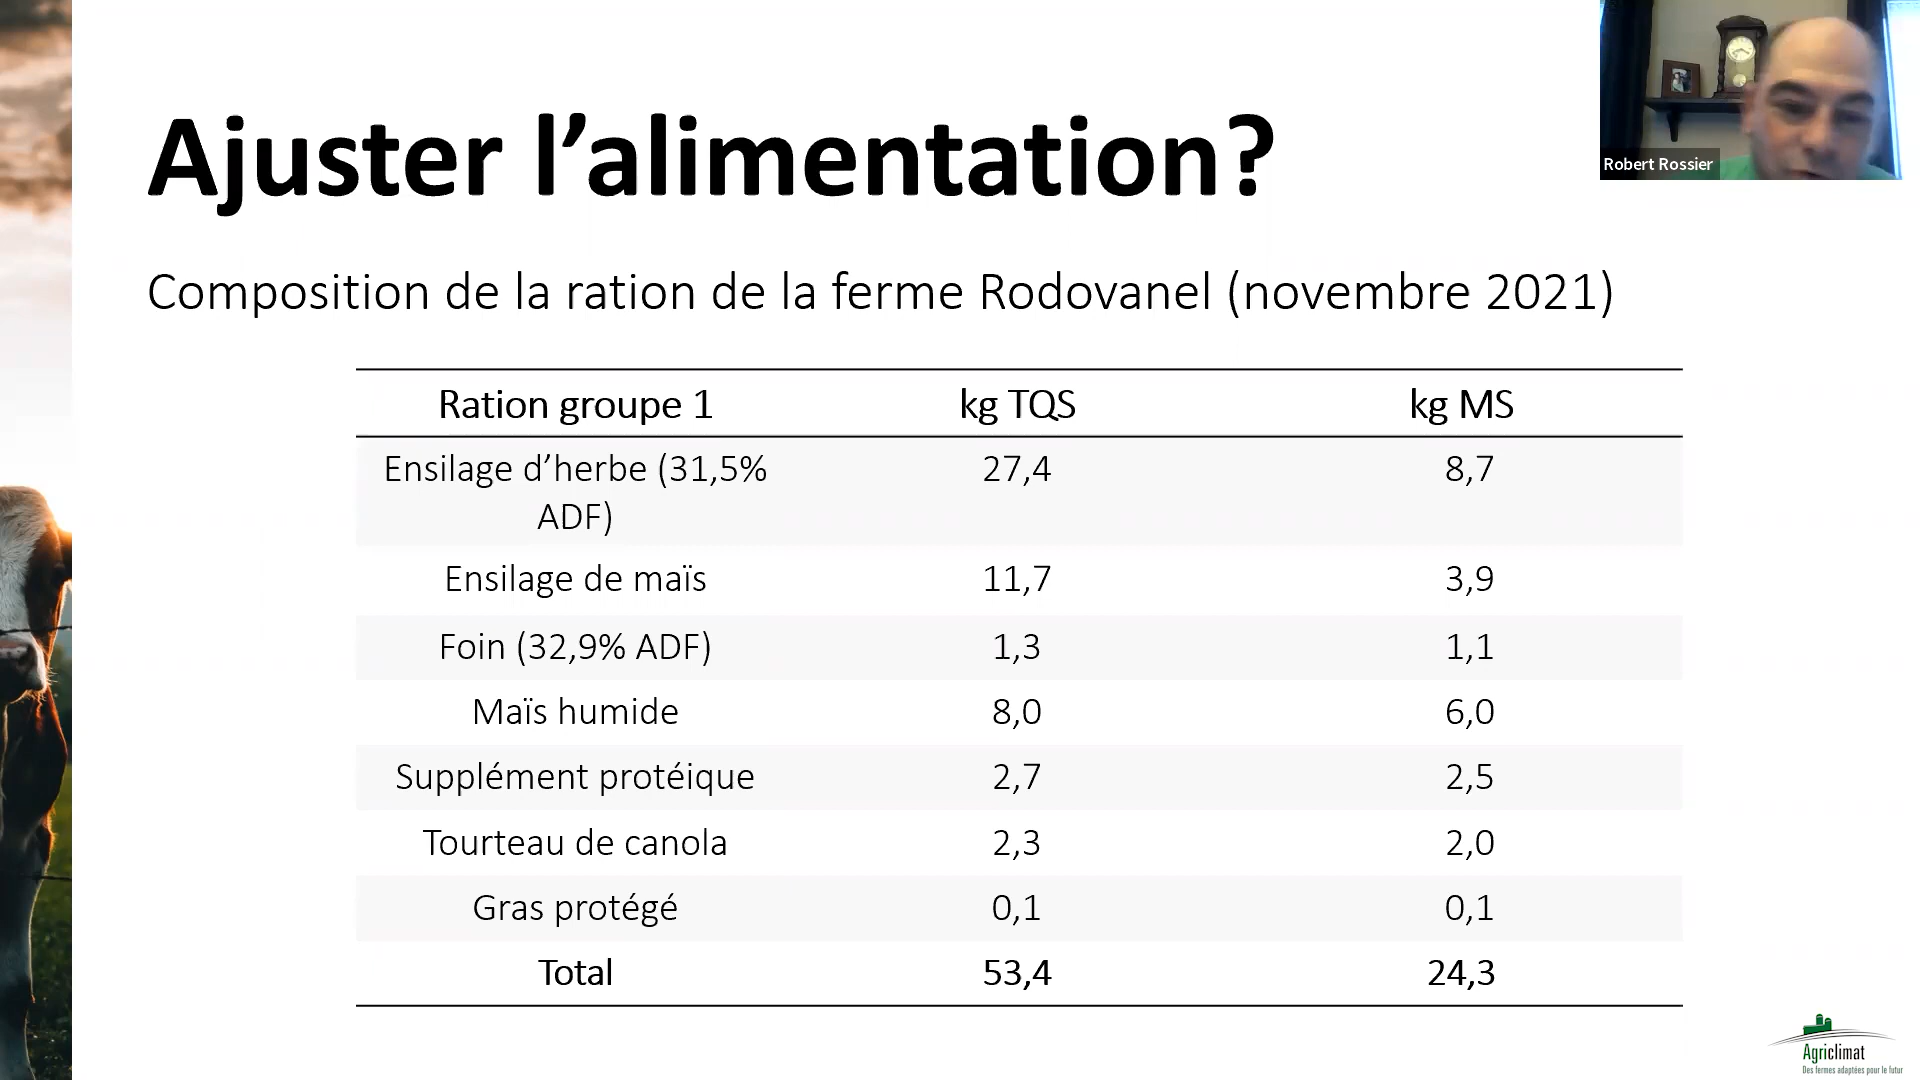 Ajuster l’alimentation?
Robert Rossier
Composition de la ration de la ferme Rodovanel (novembre 2021)
Ration groupe 1 kg TQS kg MS
Ensilage d’herbe (31,5% 27,4 8,7
ADF)
Ensilage de maïs 11,7 3,9
Foin (32,9% ADF) 1,3 1,1
Maïs humide 8,0 6,0
Supplément protéique 2,7 2,5
Tourteau de canola 2,3 2,0
Gras protégé 0,1 0,1
Total 53,4 24,3
Agriclimat
Des fermes adaptées pour le futur